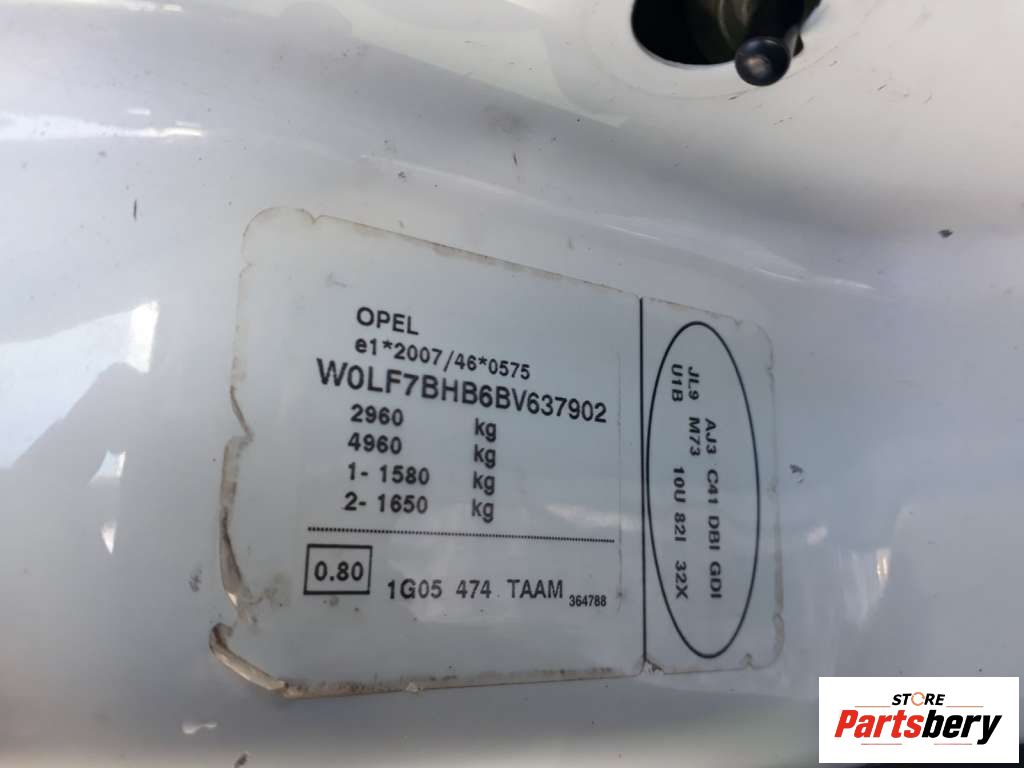 OPEL
e1*2007/46*0575
W0LF7BHB6BV637902
2960 kg
4960 kg
1- 1580 kg
2- 1650 kg
0.80 1G05 474 TAAM 364788
AJ3 C41 DBI GDI
JL9 M73 10U 82I 32X
U1B
STORE
Partsbery